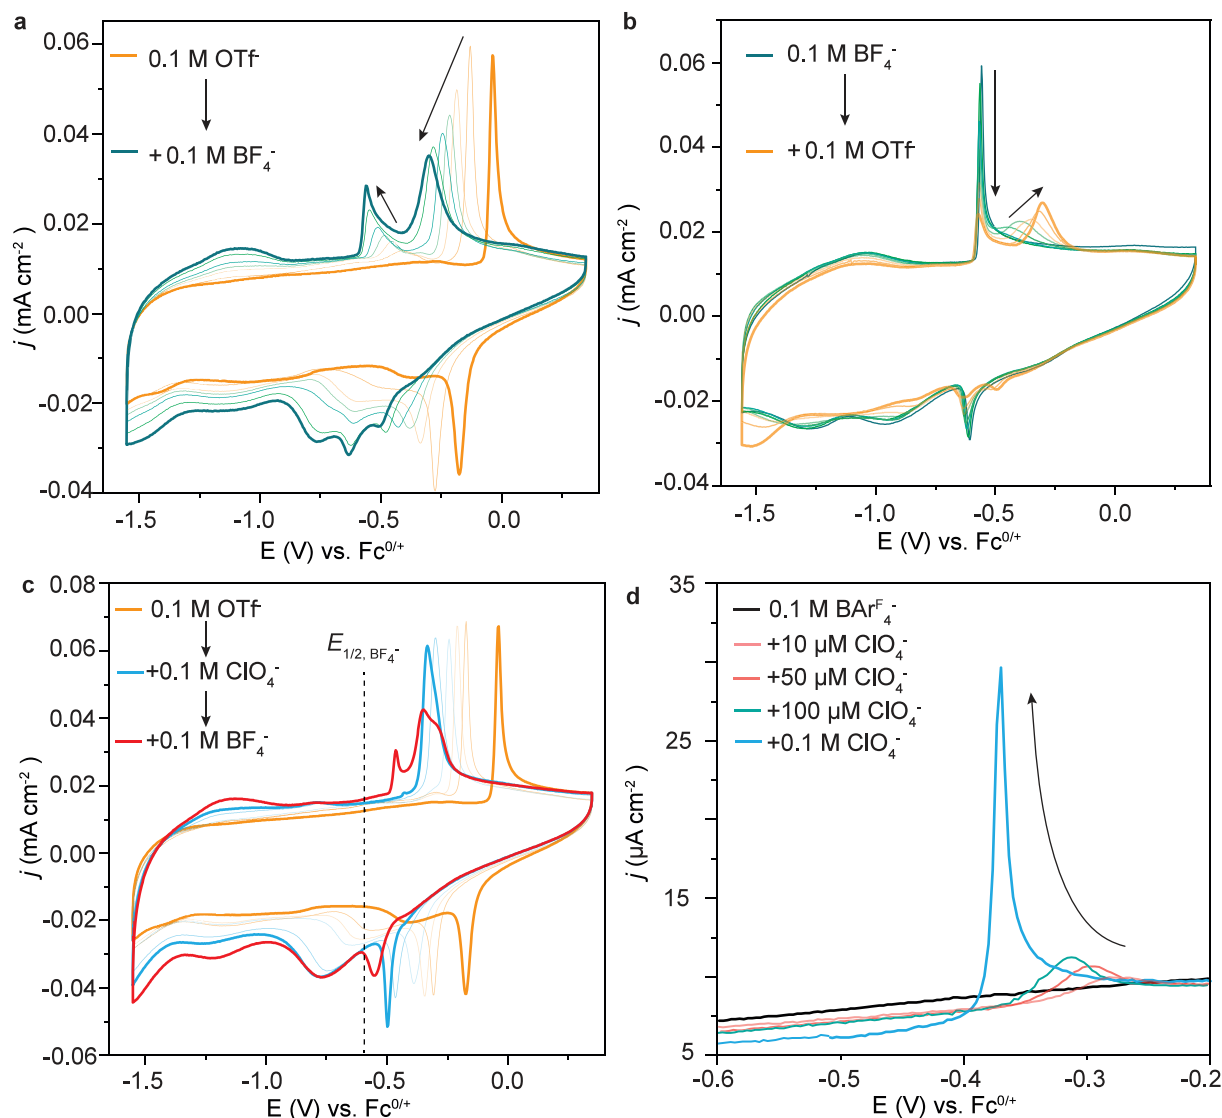 a
0.1 M OTf-
+ 0.1 M BF4-
0.06
0.04
0.02
0.00
-0.02
-0.04
j (mA cm-2)
-1.5 -1.0 -0.5 0.0
E (V) vs. Fc0/+
b
0.1 M BF4-
+ 0.1 M OTf-
0.06
0.04
0.02
0.00
-0.02
-0.04
j (mA cm-2)
-1.5 -1.0 -0.5 0.0
E (V) vs. Fc0/+
c
0.1 M OTf-
+0.1 M ClO4-
+0.1 M BF4-
E1/2, BF4-
0.08
0.06
0.04
0.02
0.00
-0.02
-0.04
-0.06
j (mA cm-2)
-1.5 -1.0 -0.5 0.0
E (V) vs. Fc0/+
d
0.1 M BArF4-
+10 µM ClO4-
+50 µM ClO4-
+100 µM ClO4-
+0.1 M ClO4-
35
25
15
5
j (µA cm-2)
-0.6 -0.5 -0.4 -0.3 -0.2
E (V) vs. Fc0/+